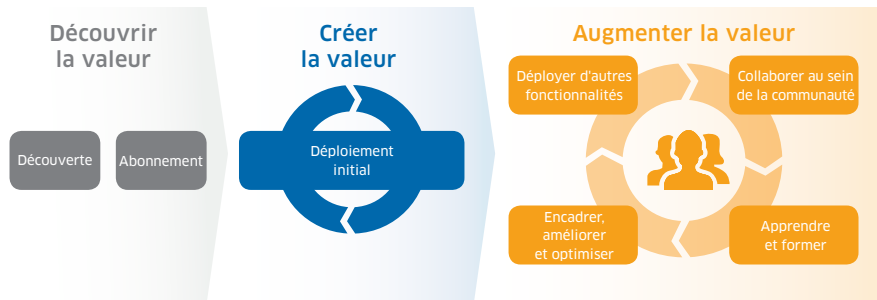 Découvrir
la valeur
Découverte
Abonnement
Créer
la valeur
Déploiement
initial
Augmenter la valeur
Déployer d'autres
fonctionnalités
Collaborer au sein
de la communauté
Encadrer,
améliorer
et optimiser
Apprendre
et former